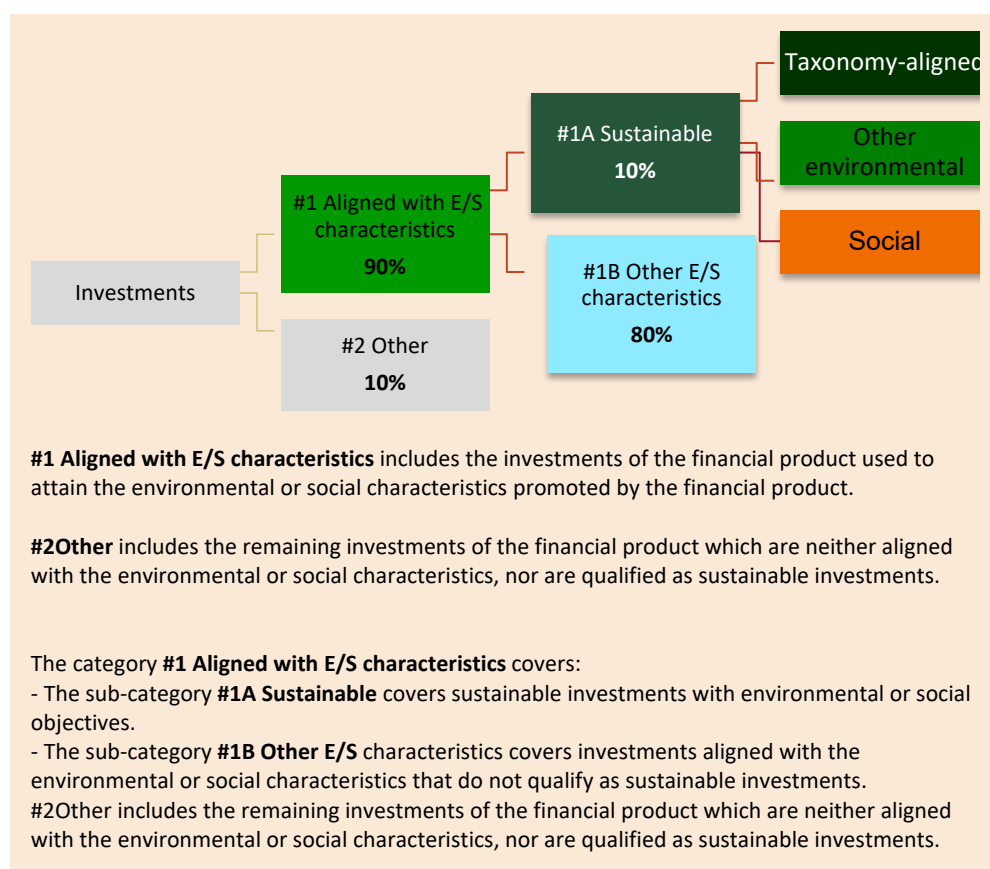 Taxonomy-aligned
#1A Sustainable
10%
Other
environmental
#1 Aligned with E/S
characteristics
90%
Social
#1B Other E/S
characteristics
80%
Investments
#2 Other
10%
#1 Aligned with E/S characteristics includes the investments of the financial product used to
attain the environmental or social characteristics promoted by the financial product.
#2Other includes the remaining investments of the financial product which are neither aligned
with the environmental or social characteristics, nor are qualified as sustainable investments.
The category #1 Aligned with E/S characteristics covers:
- The sub-category #1A Sustainable covers sustainable investments with environmental or social
objectives.
- The sub-category #1B Other E/S characteristics covers investments aligned with the
environmental or social characteristics that do not qualify as sustainable investments.
#2Other includes the remaining investments of the financial product which are neither aligned
with the environmental or social characteristics, nor are qualified as sustainable investments.